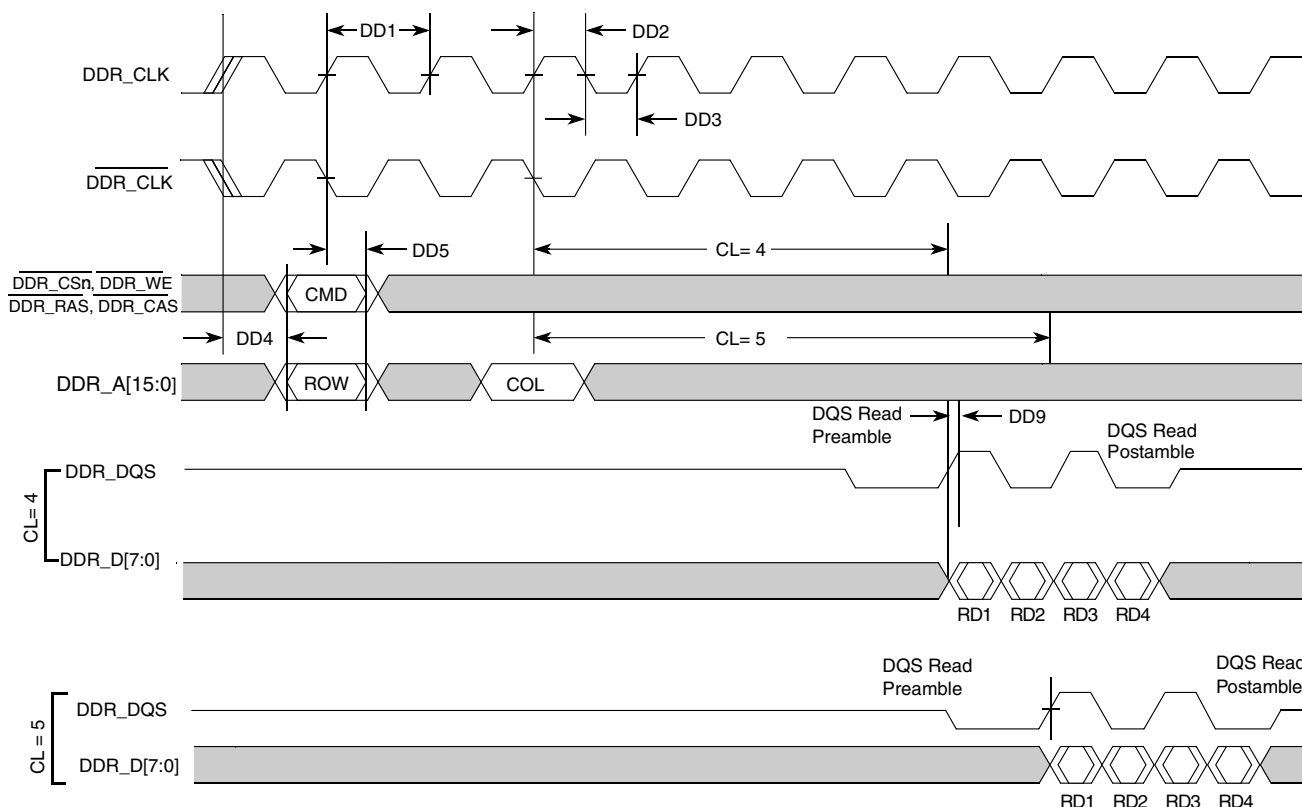 DD1
DD2
DDR_CLK
DD3
DDR_CLK
DD5
CL= 4
DDR_CSn, DDR_WE
DDR_RAS, DDR_CAS
CMD
DD4
CL= 5
DDR_A[15:0]
ROW
COL
DQS Read
Preamble
DD9
DQS Read
Postamble
CL= 4
DDR_DQS
DDR_D[7:0]
RD1 RD2 RD3 RD4
DQS Read
Preamble
DQS Read
Postamble
CL = 5
DDR_DQS
DDR_D[7:0]
RD1 RD2 RD3 RD4